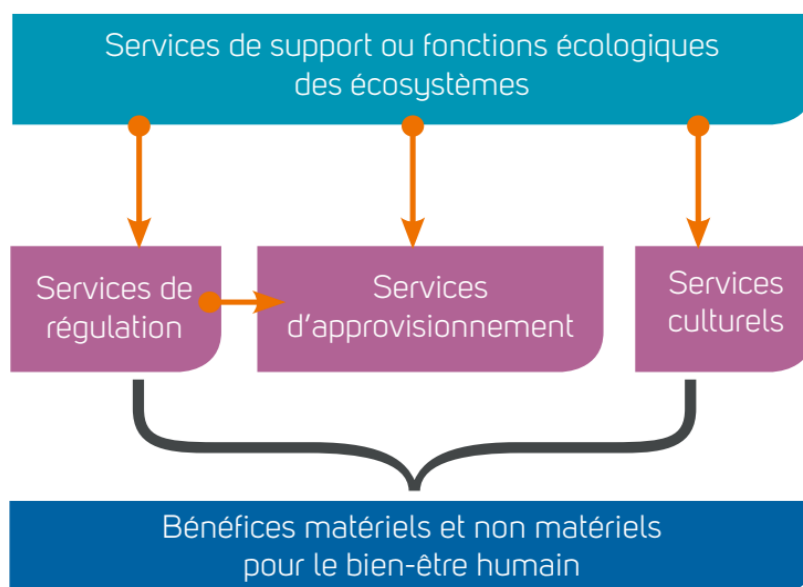 Services de support ou fonctions écologiques
des écosystèmes
Services de
régulation
Services
d'approvisionnement
Services
culturels
Bénéfices matériels et non matériels
pour le bien-être humain